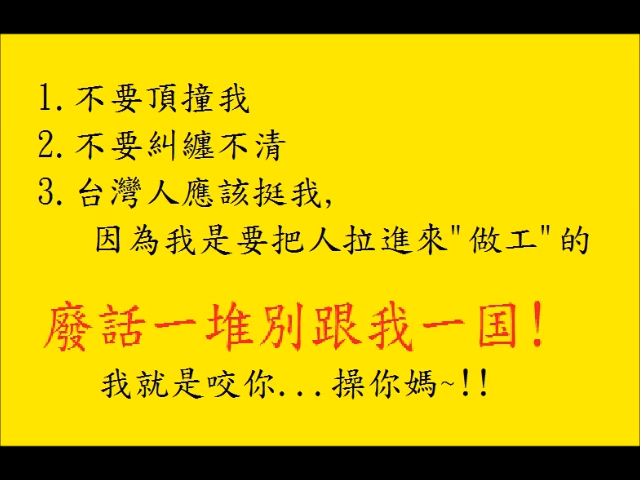 1.不要頂撞我
2.不要糾纏不清
3.台灣人應該挺我,
因為我是要把人拉進來"做工"的
廢話一堆別跟我一国!
我就是咬你...操你媽~!!